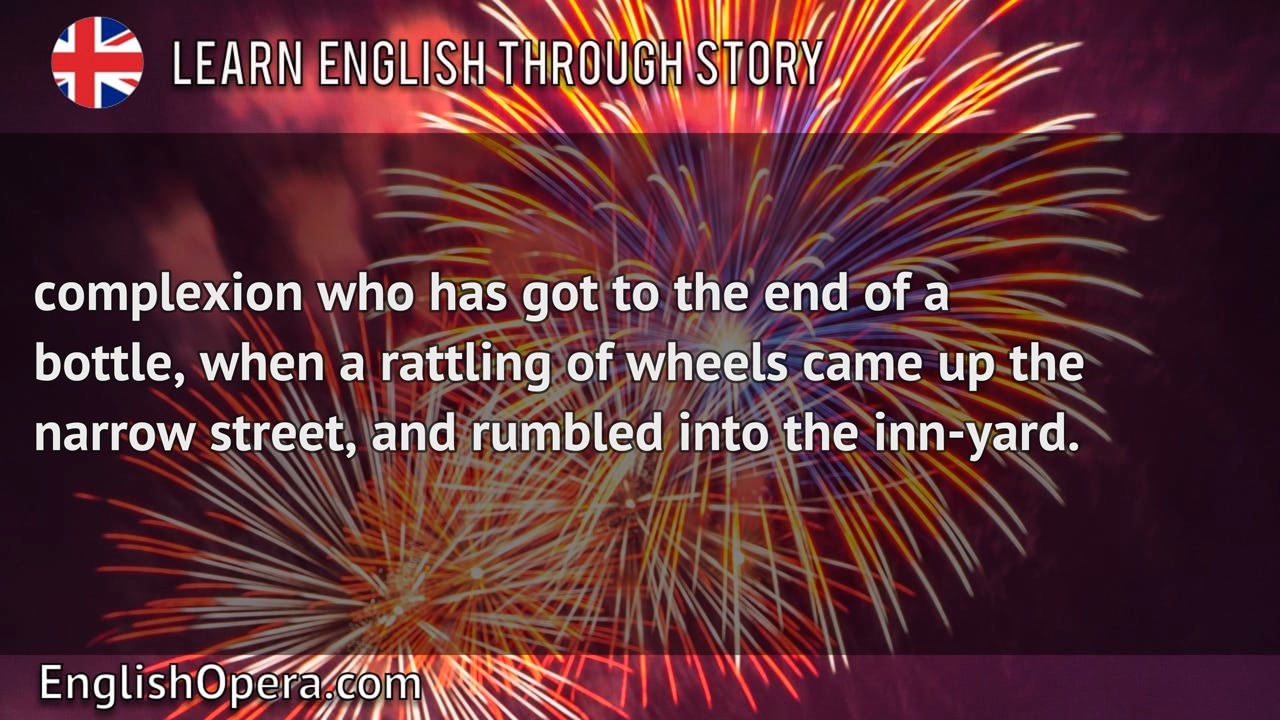 LEARN ENGLISH THROUGH STORY
complexion who has got to the end of a
bottle, when a rattling of wheels came up the
narrow street, and rumbled into the inn-yard.
EnglishOpera.com